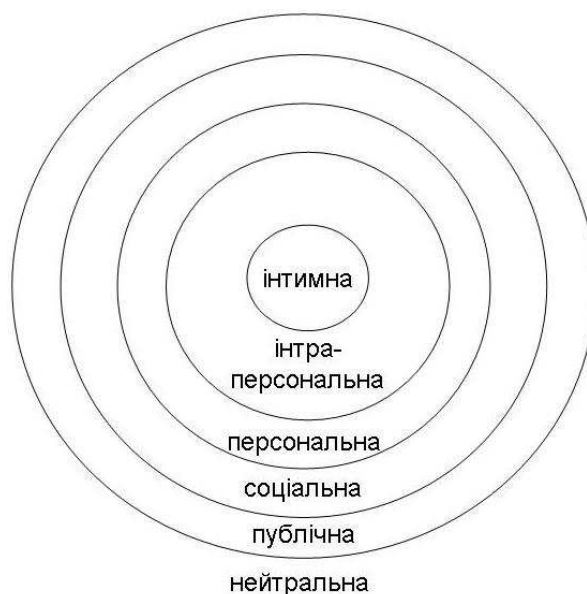 інтимна
інтра-
персональна
персональна
соціальна
публічна
нейтральна